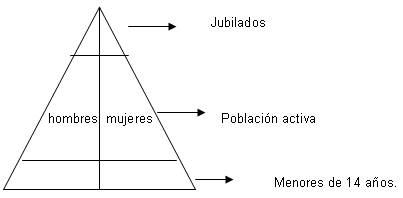 Jubilados
hombres mujeres
Población activa
Menores de 14 años.